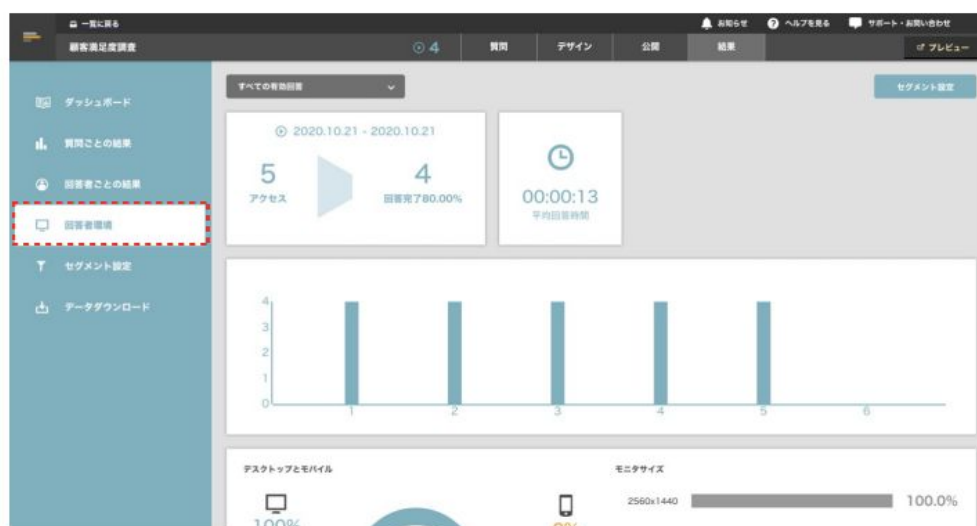 一覧に戻る
お知らせ
ヘルプを見る
サポート・お問い合わせ
顧客満足度調査
4
質問
デザイン
公開
結果
プレビュー
ダッシュボード
質問ごとの結果
回答者ごとの結果
回答者環境
セグメント設定
データダウンロード
すべての有効回答
セグメント設定
2020.10.21 - 2020.10.21
5
アクセス
4
回答完了80.00%
00:00:13
平均回答時間
4
3
2
1
0
1 2 3 4 5 6
デスクトップとモバイル
100%
0%
モニタサイズ
2560x1440
100.0%